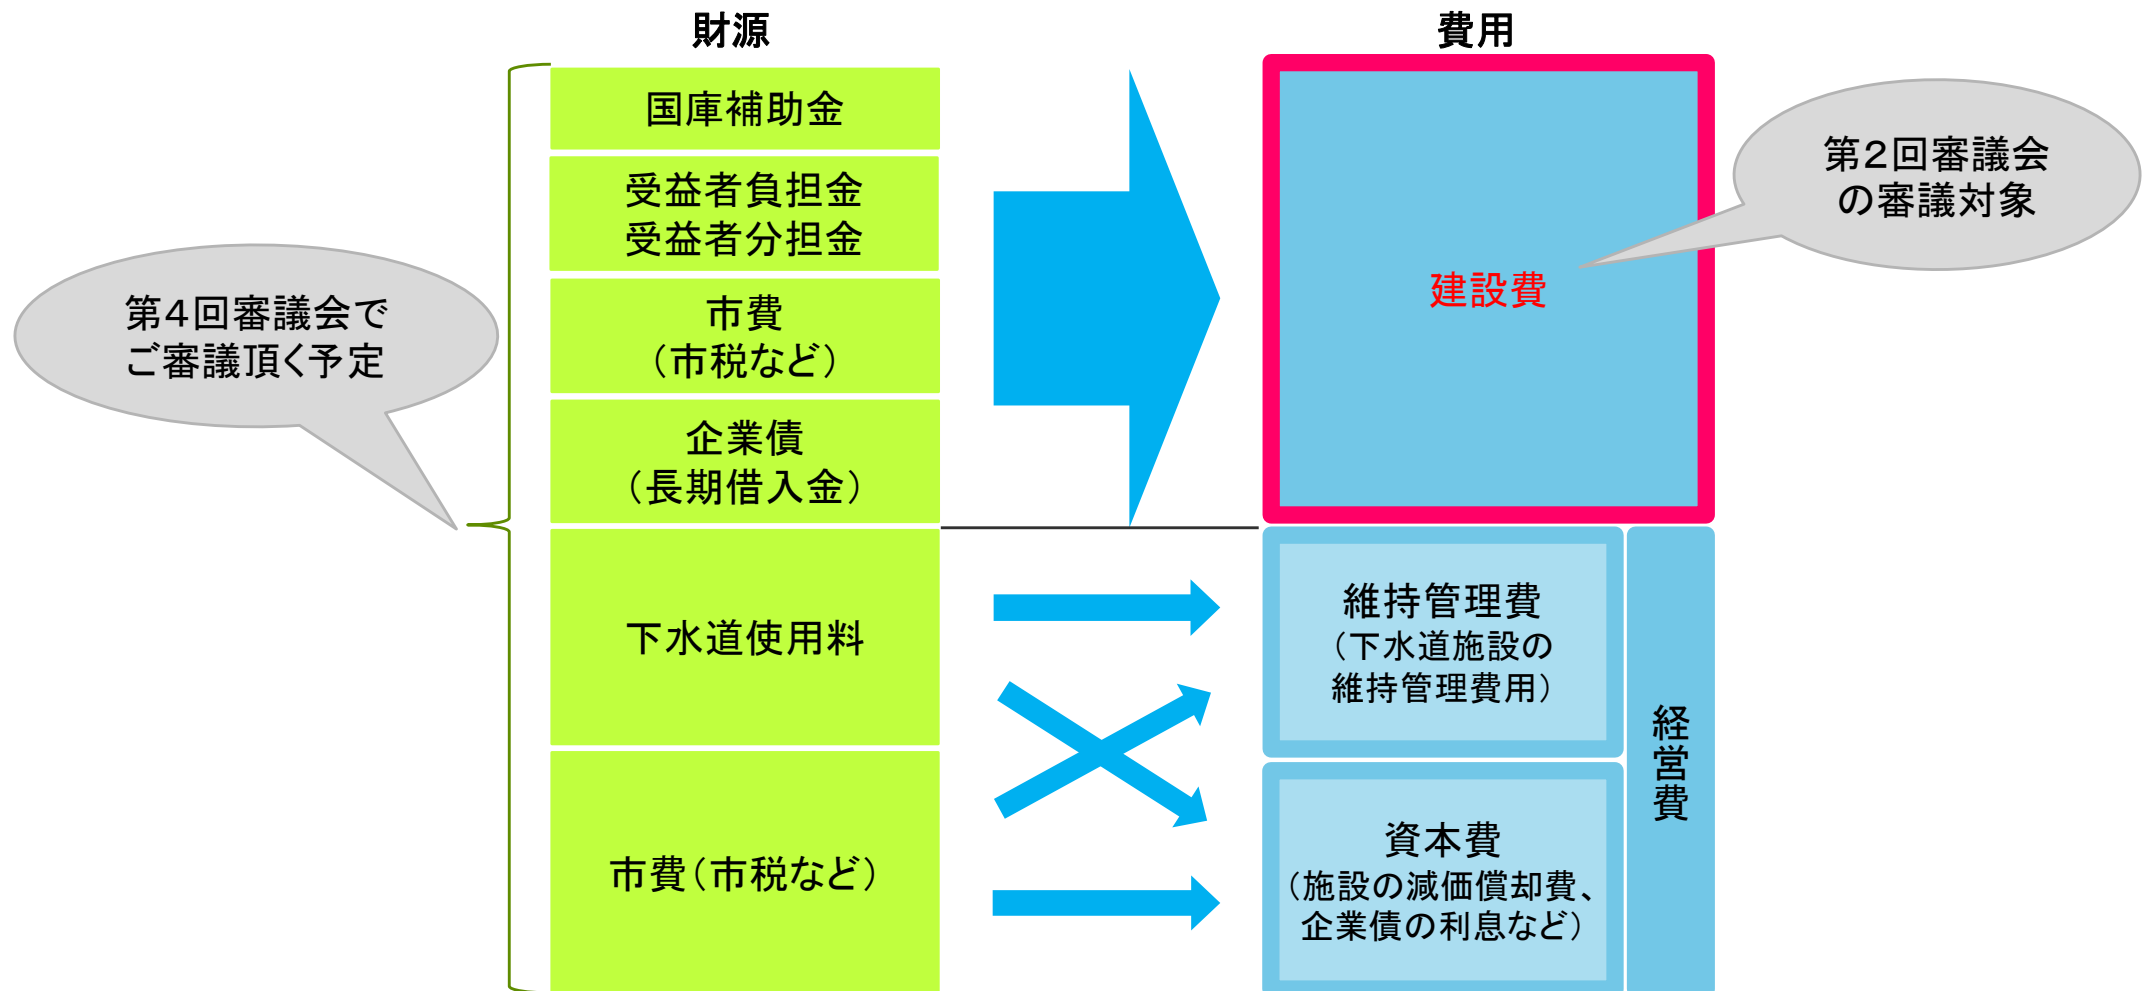 財源
費用
国庫補助金
受益者負担金
受益者分担金
市費
（市税など）
企業債
（長期借入金）
下水道使用料
市費（市税など）
第４回審議会で
ご審議頂く予定
建設費
第２回審議会
の審議対象
維持管理費
（下水道施設の
維持管理費用）
資本費
（施設の減価償却費、
企業債の利息など）
経営費